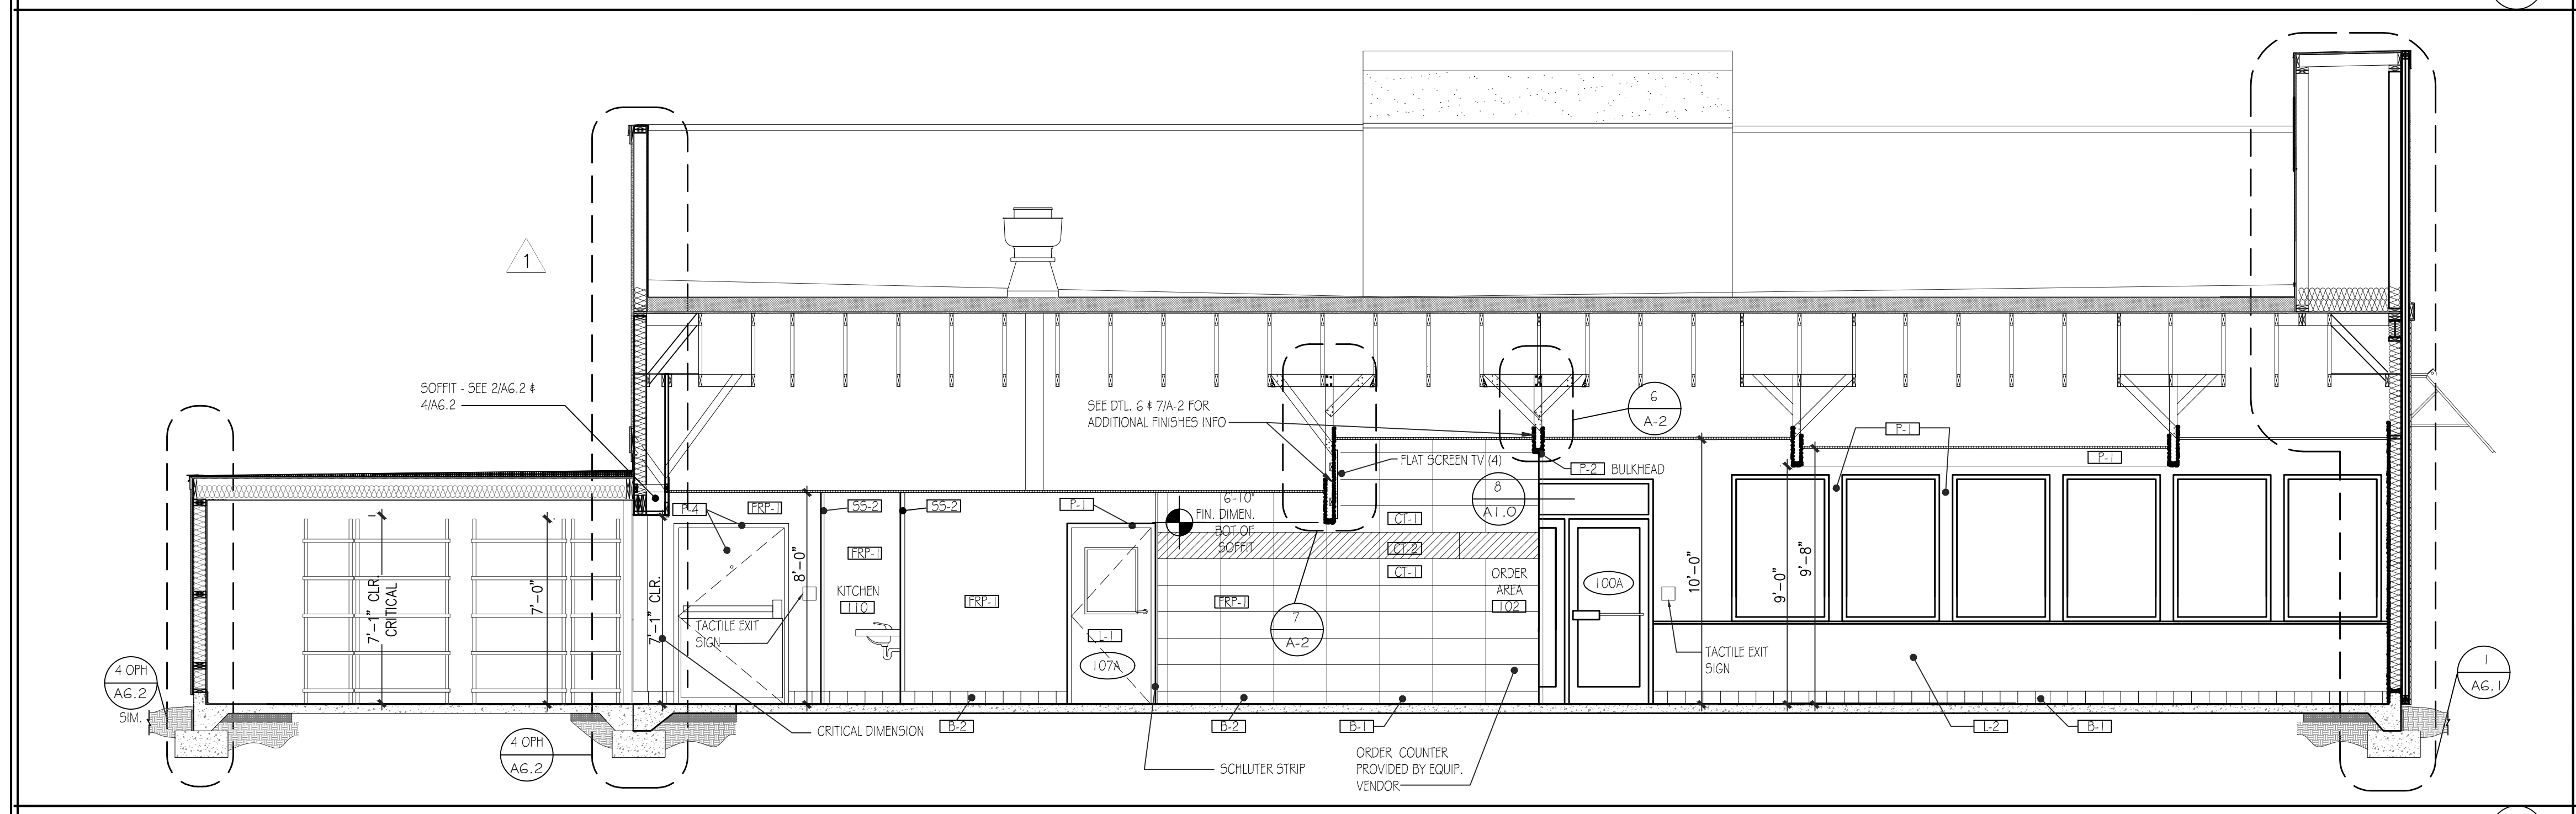 1
SOFFIT - SEE 2/A6.2 &
4/A6.2
SEE DTL. 6 & 7/A-2 FOR
ADDITIONAL FINISHES INFO
6
A-2
P-1
FLAT SCREEN TV (4)
P-2 BULKHEAD
P-1
8
A1.0
P-4
FRP-1
SS-2
SS-2
P-1
6'-10"
FIN. DIMEN.
BOT OF
SOFFIT
CT-1
CT-2
CT-1
FRP-1
KITCHEN
110
FRP-1
FRP-1
ORDER
AREA
102
100A
7'-1" CLR.
CRITICAL
7'-0"
7'-1" CLR.
8'-0"
10'-0"
9'-0"
9'-8"
TACTILE EXIT
SIGN
L-1
107A
7
A-2
TACTILE EXIT
SIGN
4 OPH
A6.2
SIM.
1
A6.1
CRITICAL DIMENSION
B-2
B-2
B-1
L-2
B-1
4 OPH
A6.2
SCHLUTER STRIP
ORDER COUNTER
PROVIDED BY EQUIP.
VENDOR